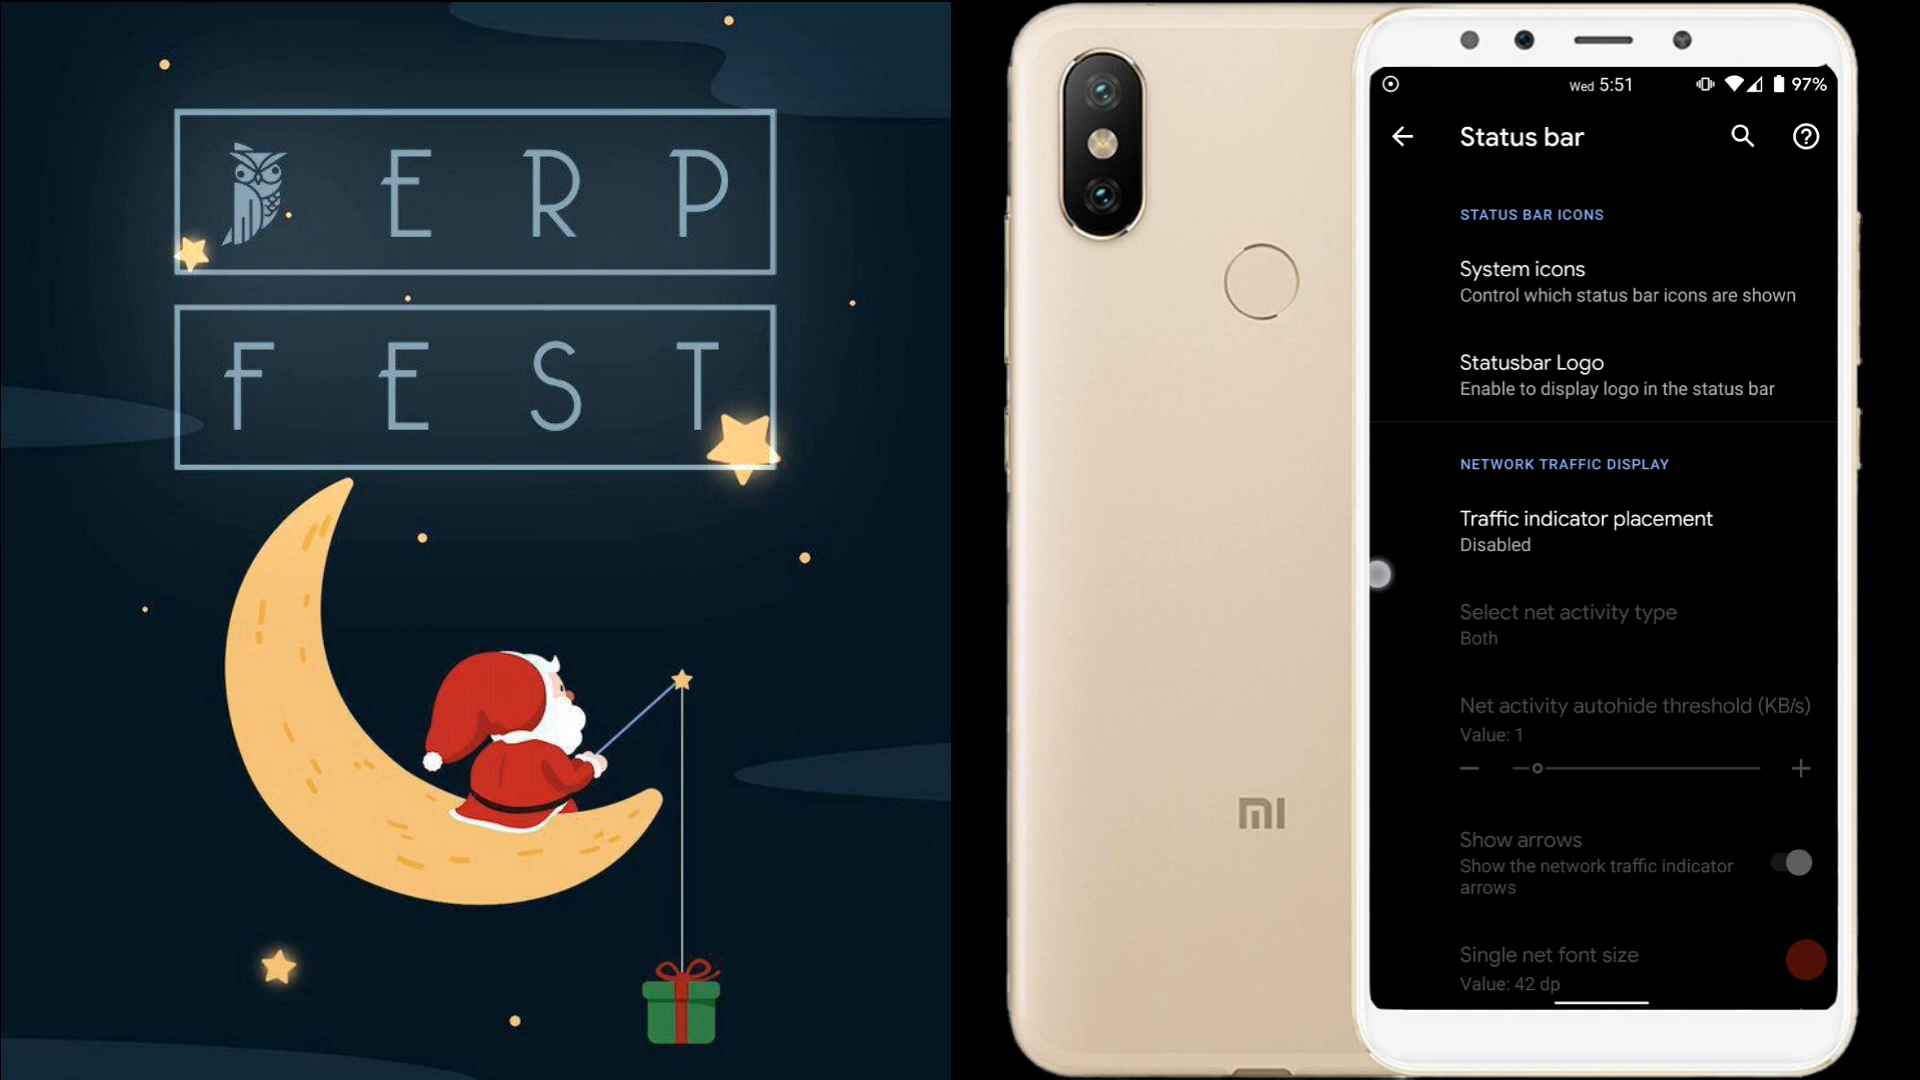 E R P
F E S T
MI
Wed 5:51
97%
Status bar
STATUS BAR ICONS
System icons
Control which status bar icons are shown
Statusbar Logo
Enable to display logo in the status bar
NETWORK TRAFFIC DISPLAY
Traffic indicator placement
Disabled
Select net activity type
Both
Net activity autohide threshold (KB/s)
Value: 1
Show arrows
Show the network traffic indicator
arrows
Single net font size
Value: 42 dp